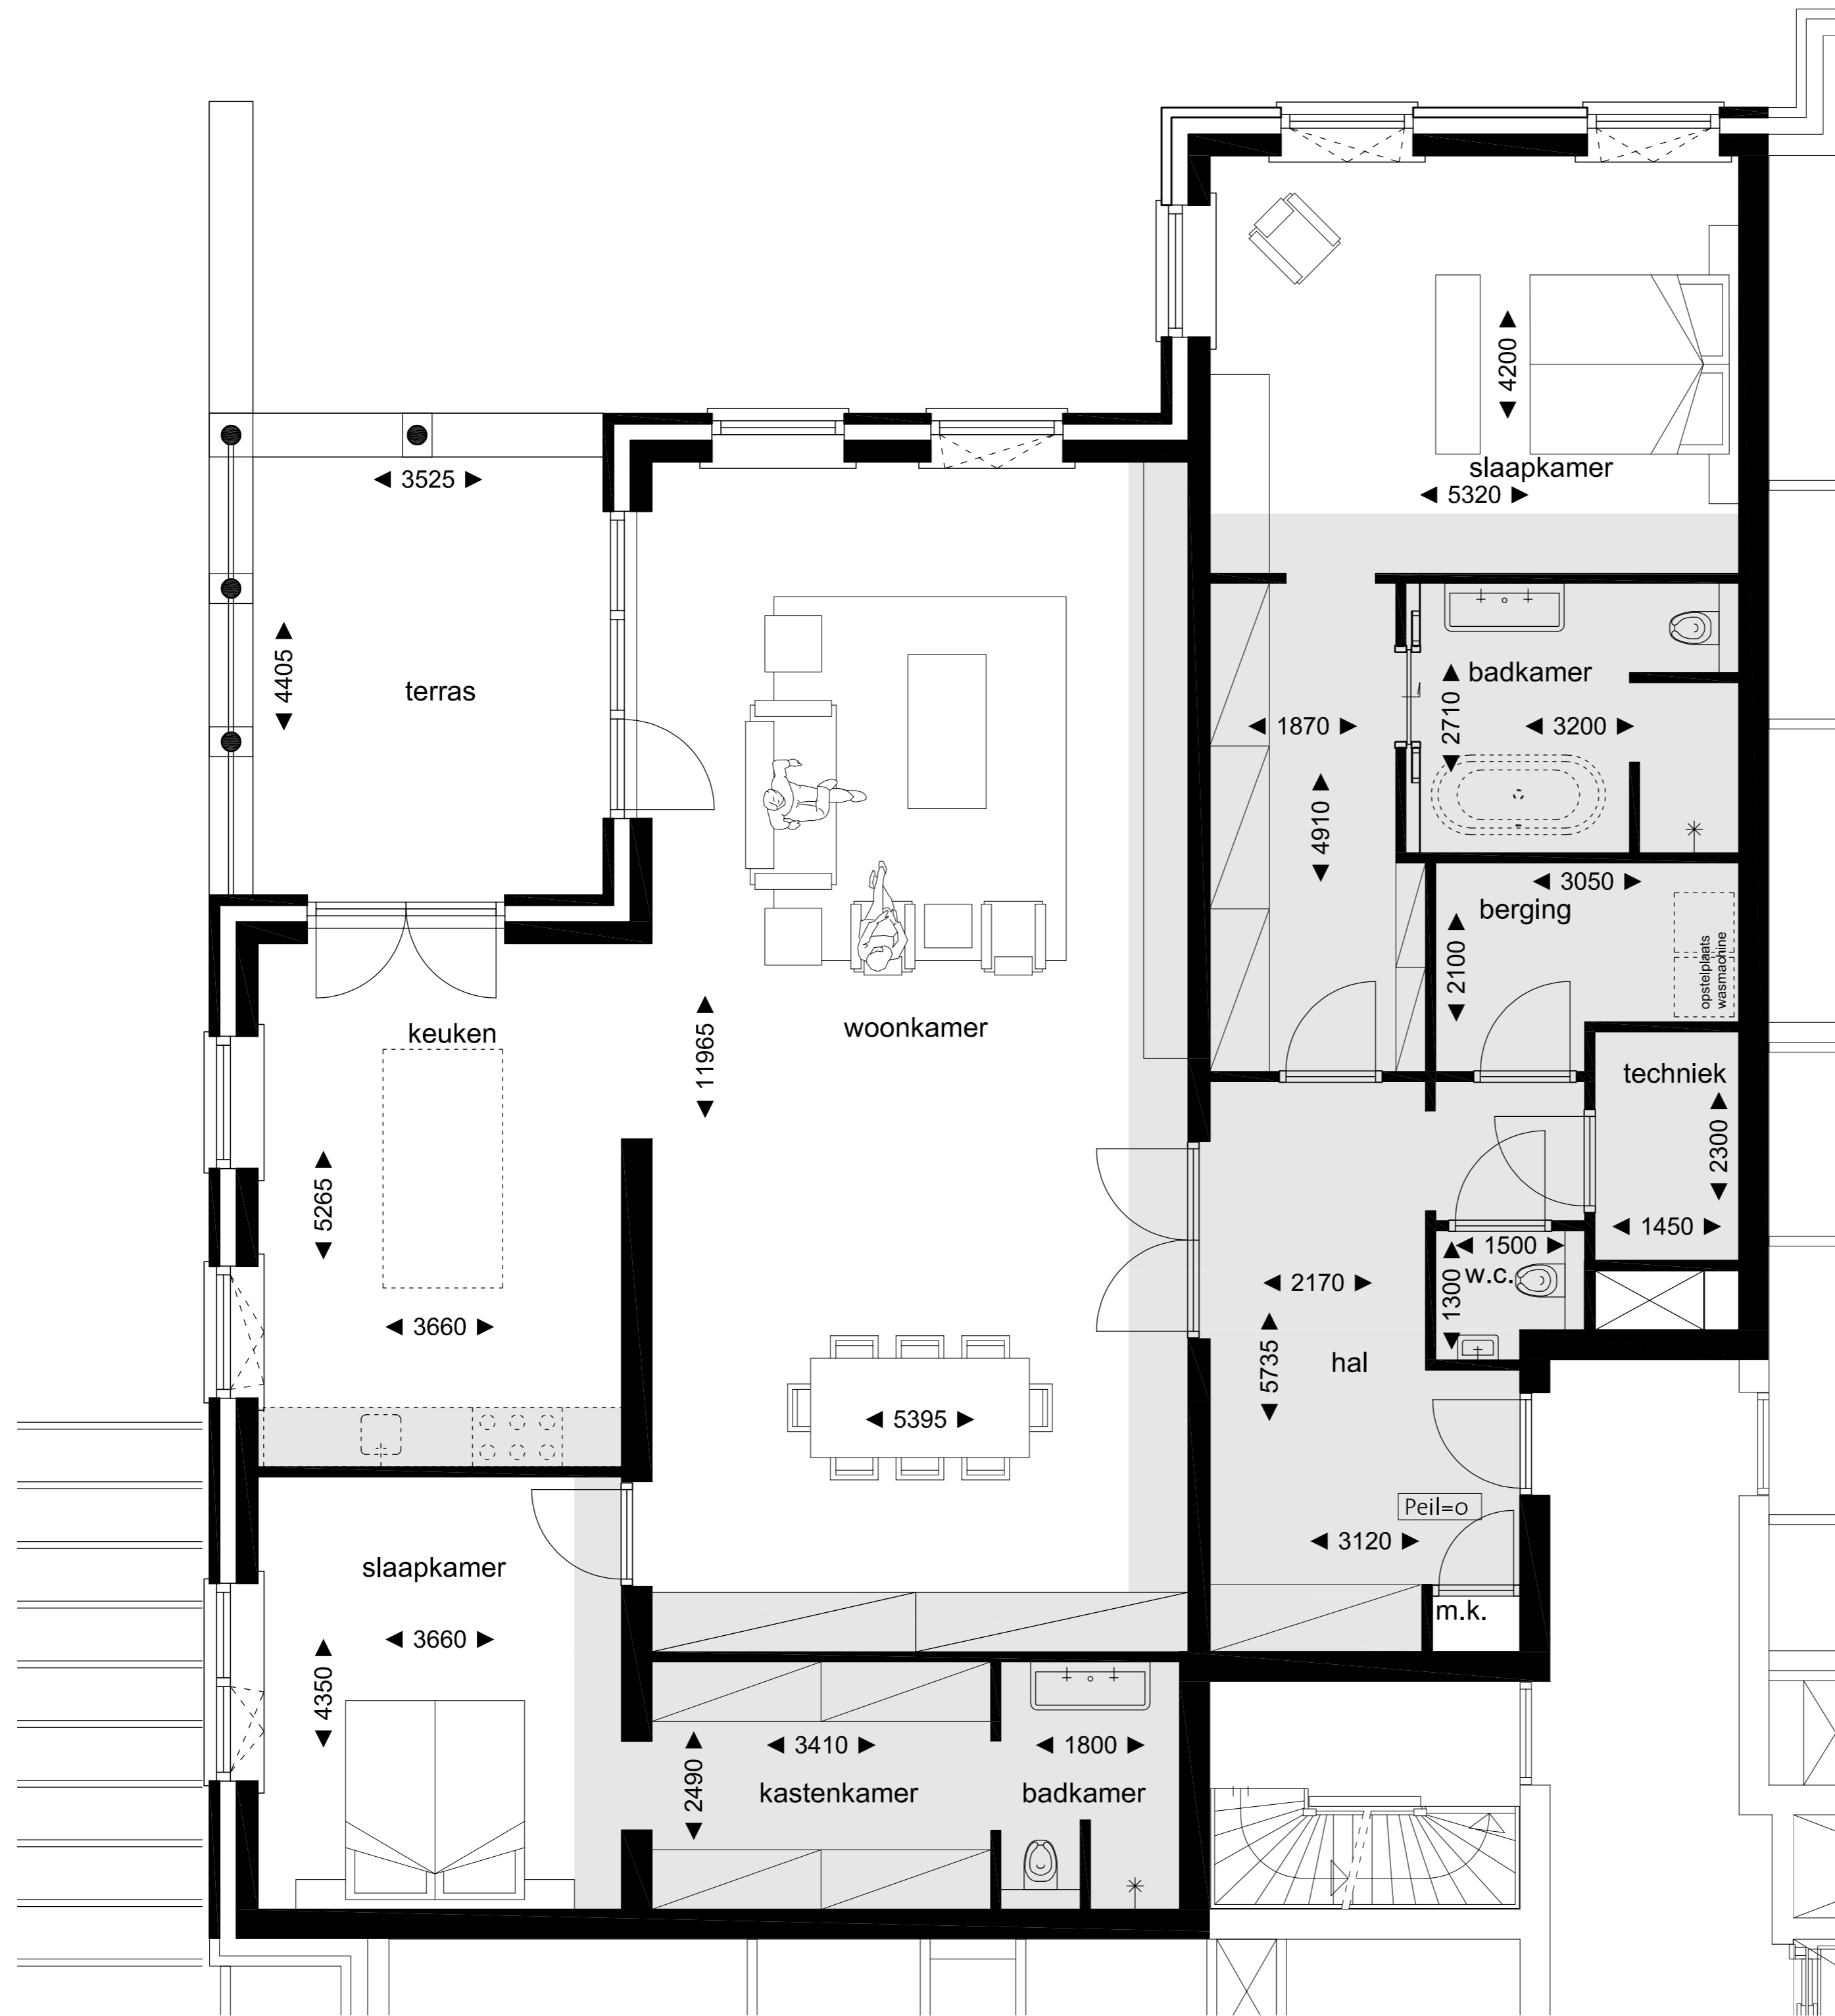 ◄ 3525 ►
▲ 4405 ▼
terras
▲ 4200 ▼
slaapkamer
◄ 5320 ►
badkamer
▲ 2710 ▼
◄ 3200 ►
◄ 1870 ►
▲ 4910 ▼
◄ 3050 ►
berging
▲ 2100 ▼
opstelplaats
wasmachine
keuken
woonkamer
▲ 11965 ▼
techniek
▲ 2300 ▼
◄ 1450 ►
▲ 5265 ▼
◄ 3660 ►
◄ 1500 ►
w.c.
▲ 1300 ▼
◄ 2170 ►
▲ 5735 ▼
hal
◄ 5395 ►
Peil=0
◄ 3120 ►
m.k.
slaapkamer
◄ 3660 ►
▲ 4350 ▼
◄ 3410 ►
▲ 2490 ▼
kastenkamer
◄ 1800 ►
badkamer